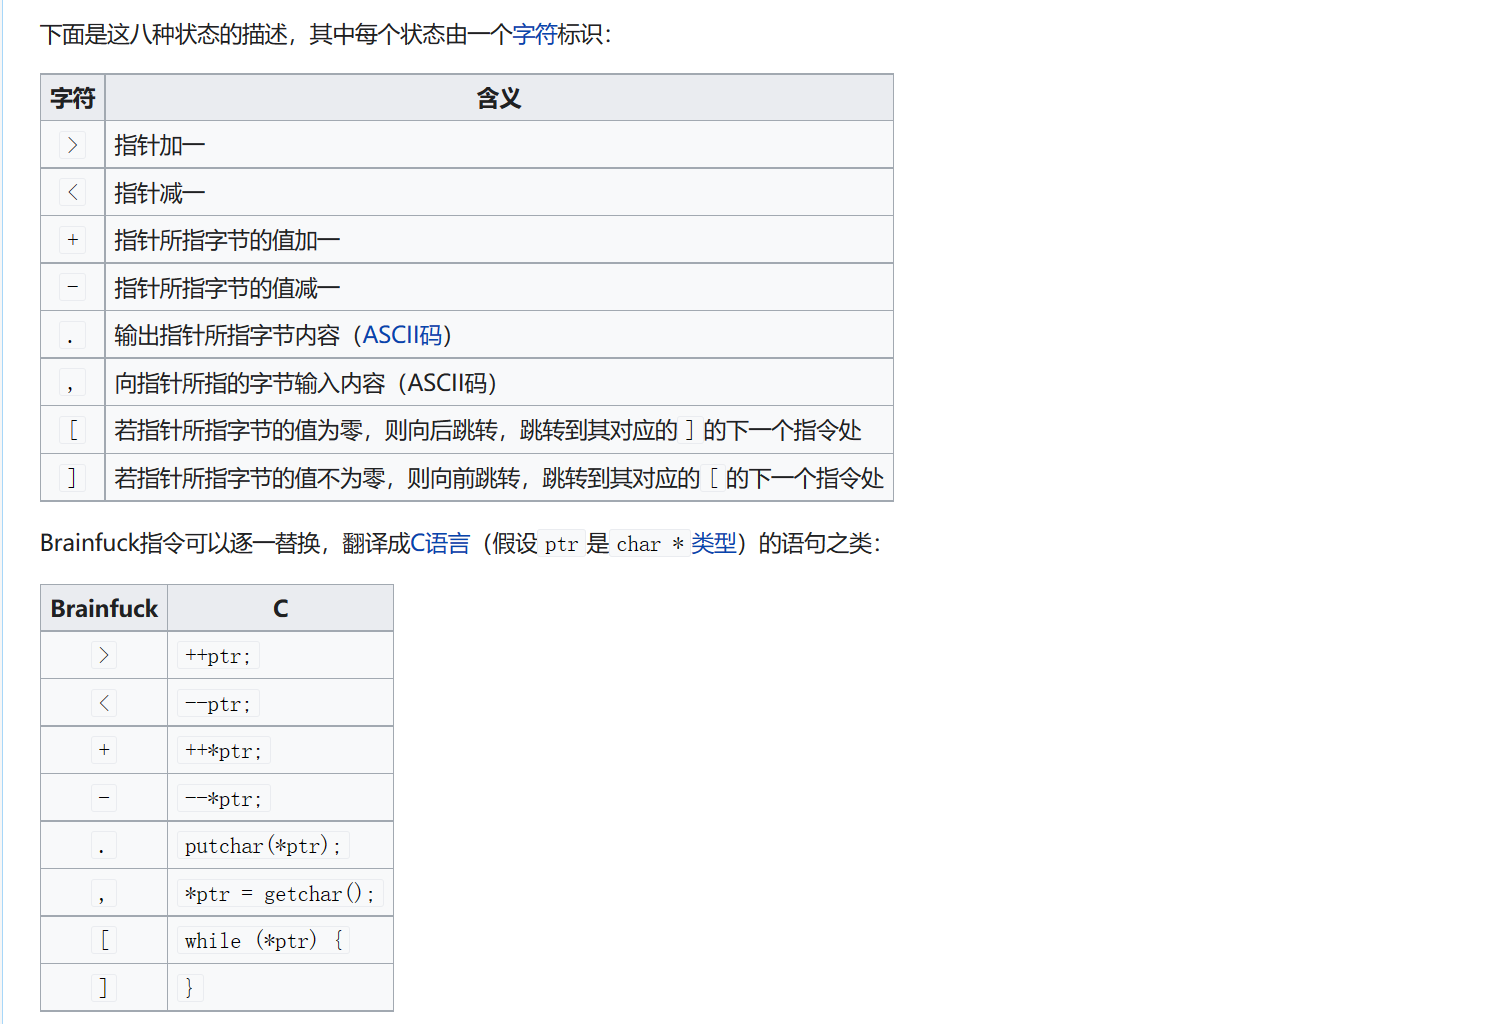 下面是这八种状态的描述，其中每个状态由一个字符标识：
字符 含义
> 指针加一
< 指针减一
+ 指针所指字节的值加一
- 指针所指字节的值减一
. 输出指针所指字节内容（ASCII码）
, 向指针所指的字节输入内容（ASCII码）
[ 若指针所指字节的值为零，则向后跳转，跳转到其对应的 ] 的下一个指令处
] 若指针所指字节的值不为零，则向前跳转，跳转到其对应的 [ 的下一个指令处
Brainfuck指令可以逐一替换，翻译成C语言（假设 ptr 是 char * 类型）的语句之类：
Brainfuck C
> ++ptr;
< --ptr;
+ ++*ptr;
- --*ptr;
. putchar(*ptr);
, *ptr = getchar();
[ while (*ptr) {
] }